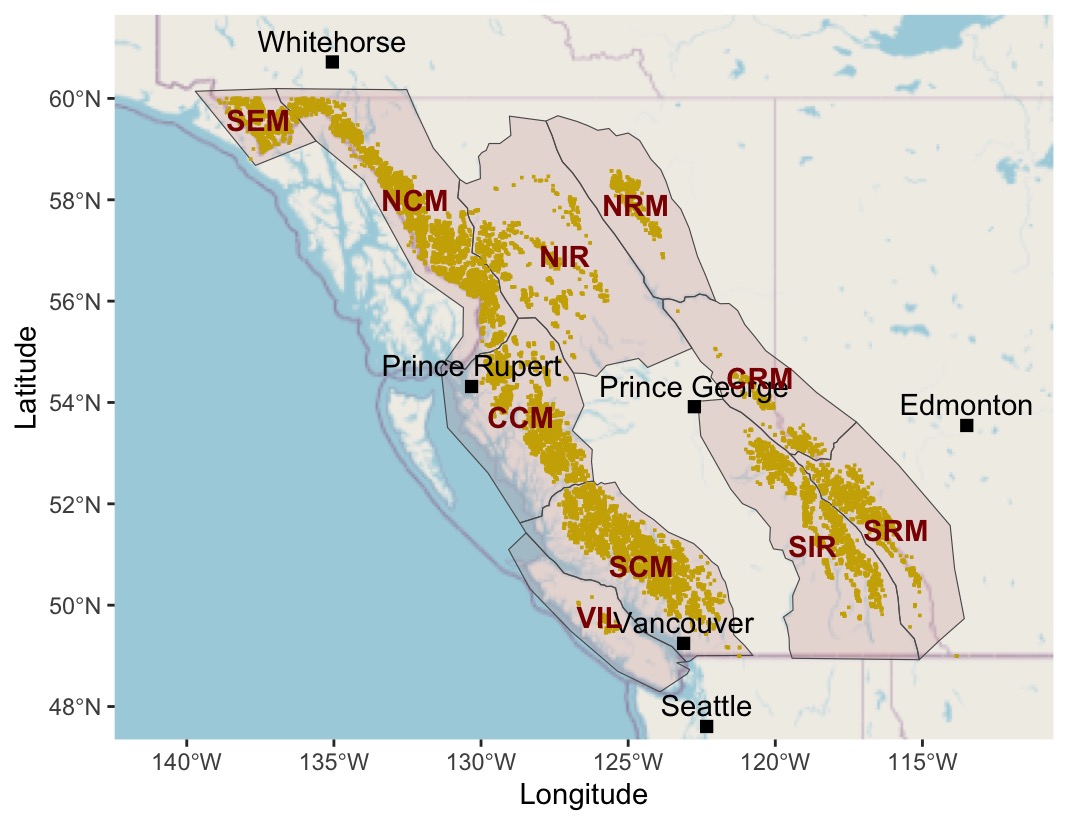 Whitehorse
60°N
SEM
58°N
NCM
NRM
NIR
56°N
Prince Rupert
CRM
Prince George
54°N
CCM
Edmonton
52°N
SRM
SIR
SCM
50°N
VIL
Vancouver
48°N
Seattle
140°W
135°W
130°W
125°W
120°W
115°W
Latitude
Longitude